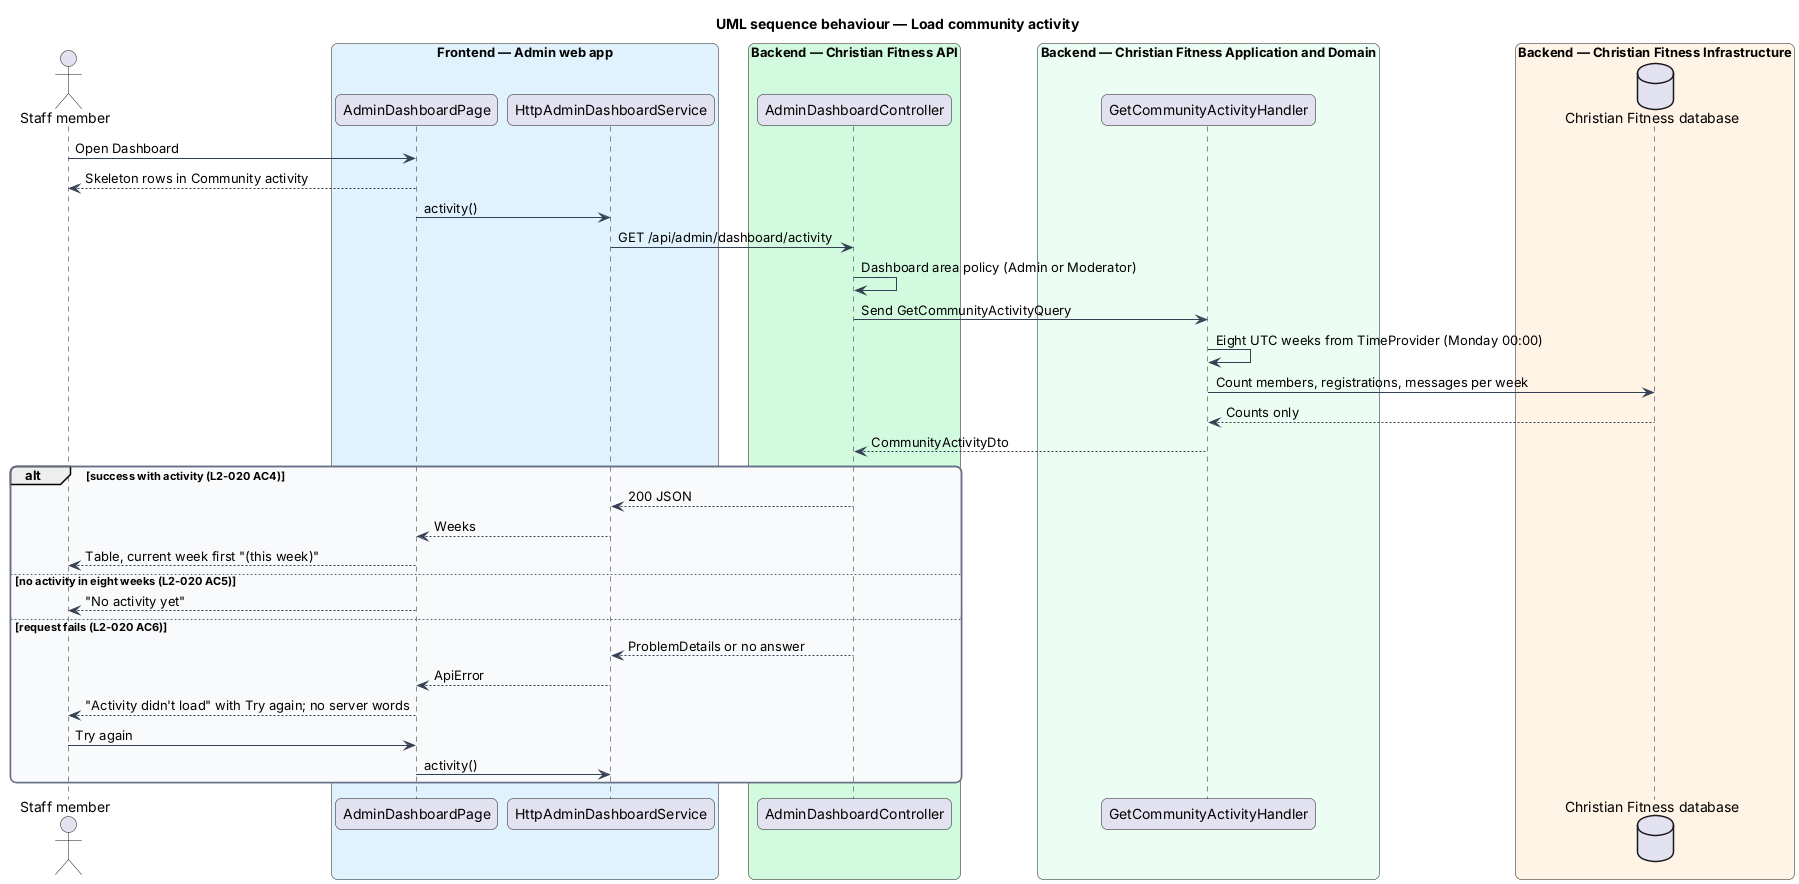 UML sequence behaviour — Load community activity
Frontend — Admin web app
Backend — Christian Fitness API
Backend — Christian Fitness Application and Domain
Backend — Christian Fitness Infrastructure
Staff member
AdminDashboardPage
HttpAdminDashboardService
AdminDashboardController
GetCommunityActivityHandler
Christian Fitness database
Open Dashboard
Skeleton rows in Community activity
activity()
GET /api/admin/dashboard/activity
Dashboard area policy (Admin or Moderator)
Send GetCommunityActivityQuery
Eight UTC weeks from TimeProvider (Monday 00:00)
Count members, registrations, messages per week
Counts only
CommunityActivityDto
alt
[success with activity (L2-020 AC4)]
200 JSON
Weeks
Table, current week first "(this week)"
[no activity in eight weeks (L2-020 AC5)]
"No activity yet"
[request fails (L2-020 AC6)]
ProblemDetails or no answer
ApiError
"Activity didn't load" with Try again; no server words
Try again
activity()
Staff member
AdminDashboardPage
HttpAdminDashboardService
AdminDashboardController
GetCommunityActivityHandler
Christian Fitness database